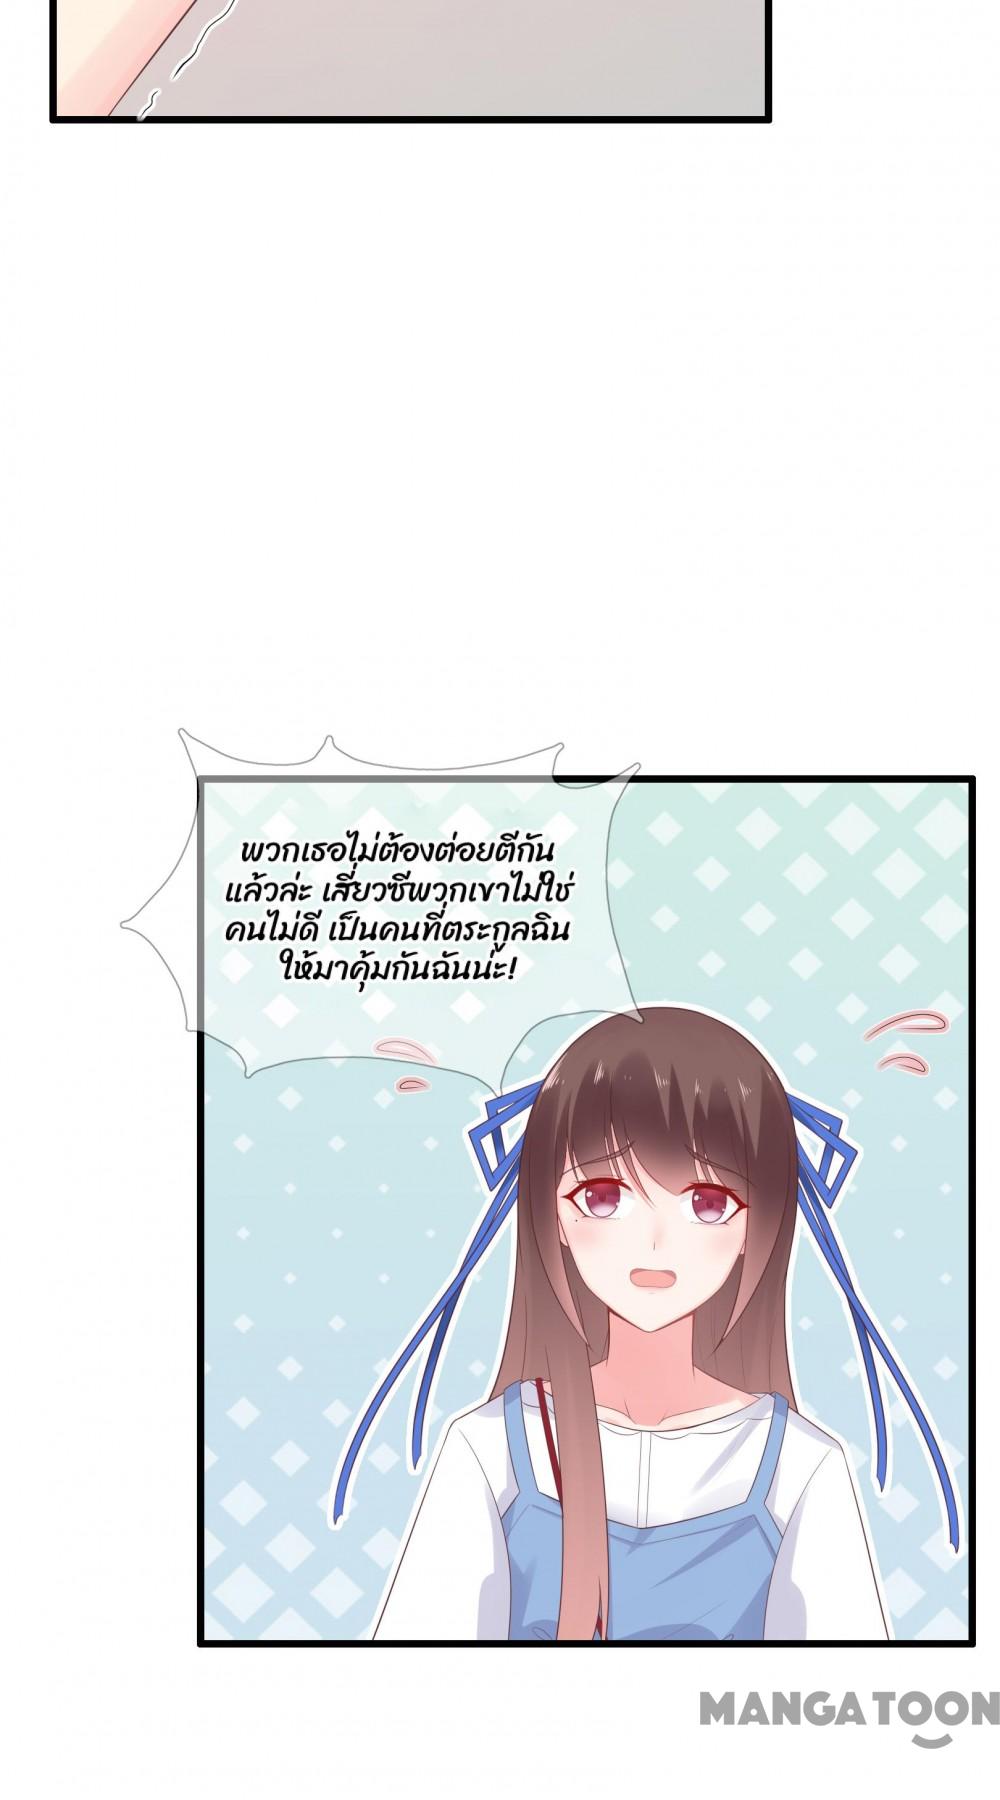 พวกเธอไม่ต้องต่อยตีกัน
แล้วล่ะ เสี่ยวซีพวกเขาไม่ใช่
คนไม่ดี เป็นคนที่ตระกูลฉิน
ให้มาคุ้มกันฉันน่ะ!
MANGATOON